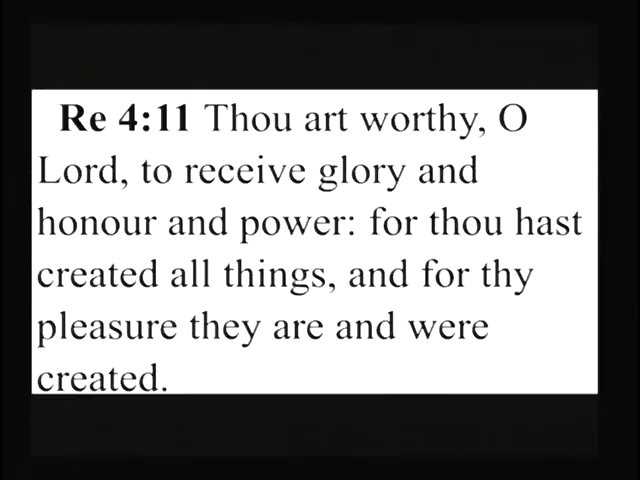 Re 4:11 Thou art worthy, O
Lord, to receive glory and
honour and power: for thou hast
created all things, and for thy
pleasure they are and were
created.